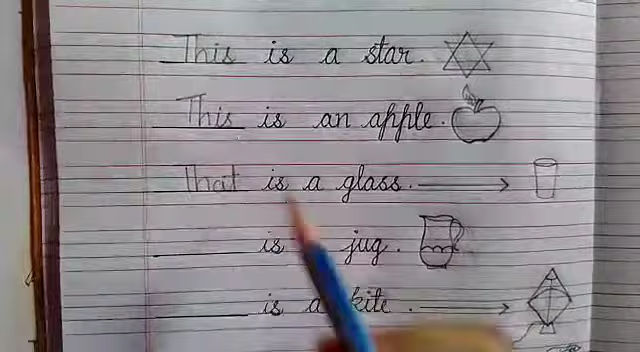 This is a star.
This is an apple.
That is a glass.
is jug.
is a kite.